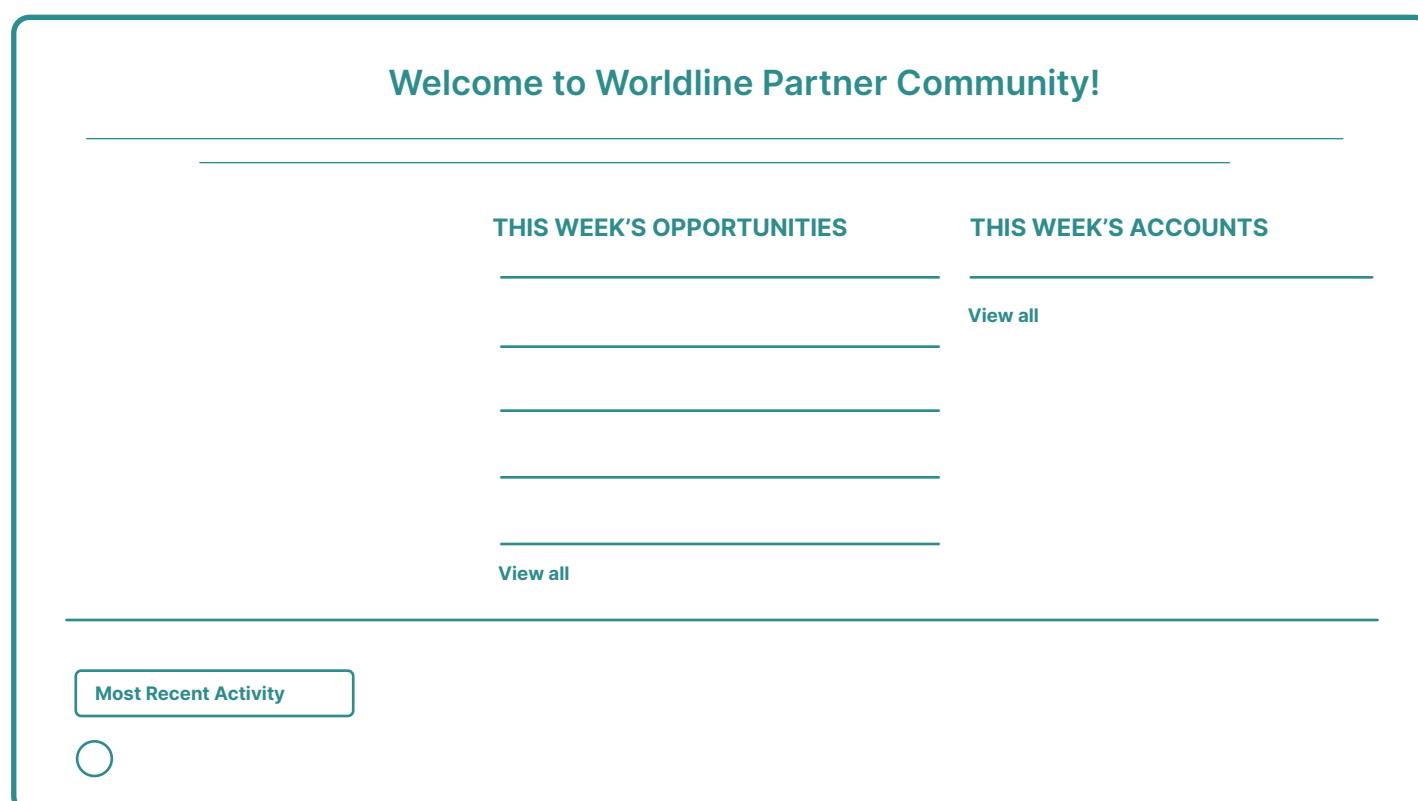 Welcome to Worldline Partner Community!
THIS WEEK’S OPPORTUNITIES
THIS WEEK’S ACCOUNTS
View all
View all
Most Recent Activity